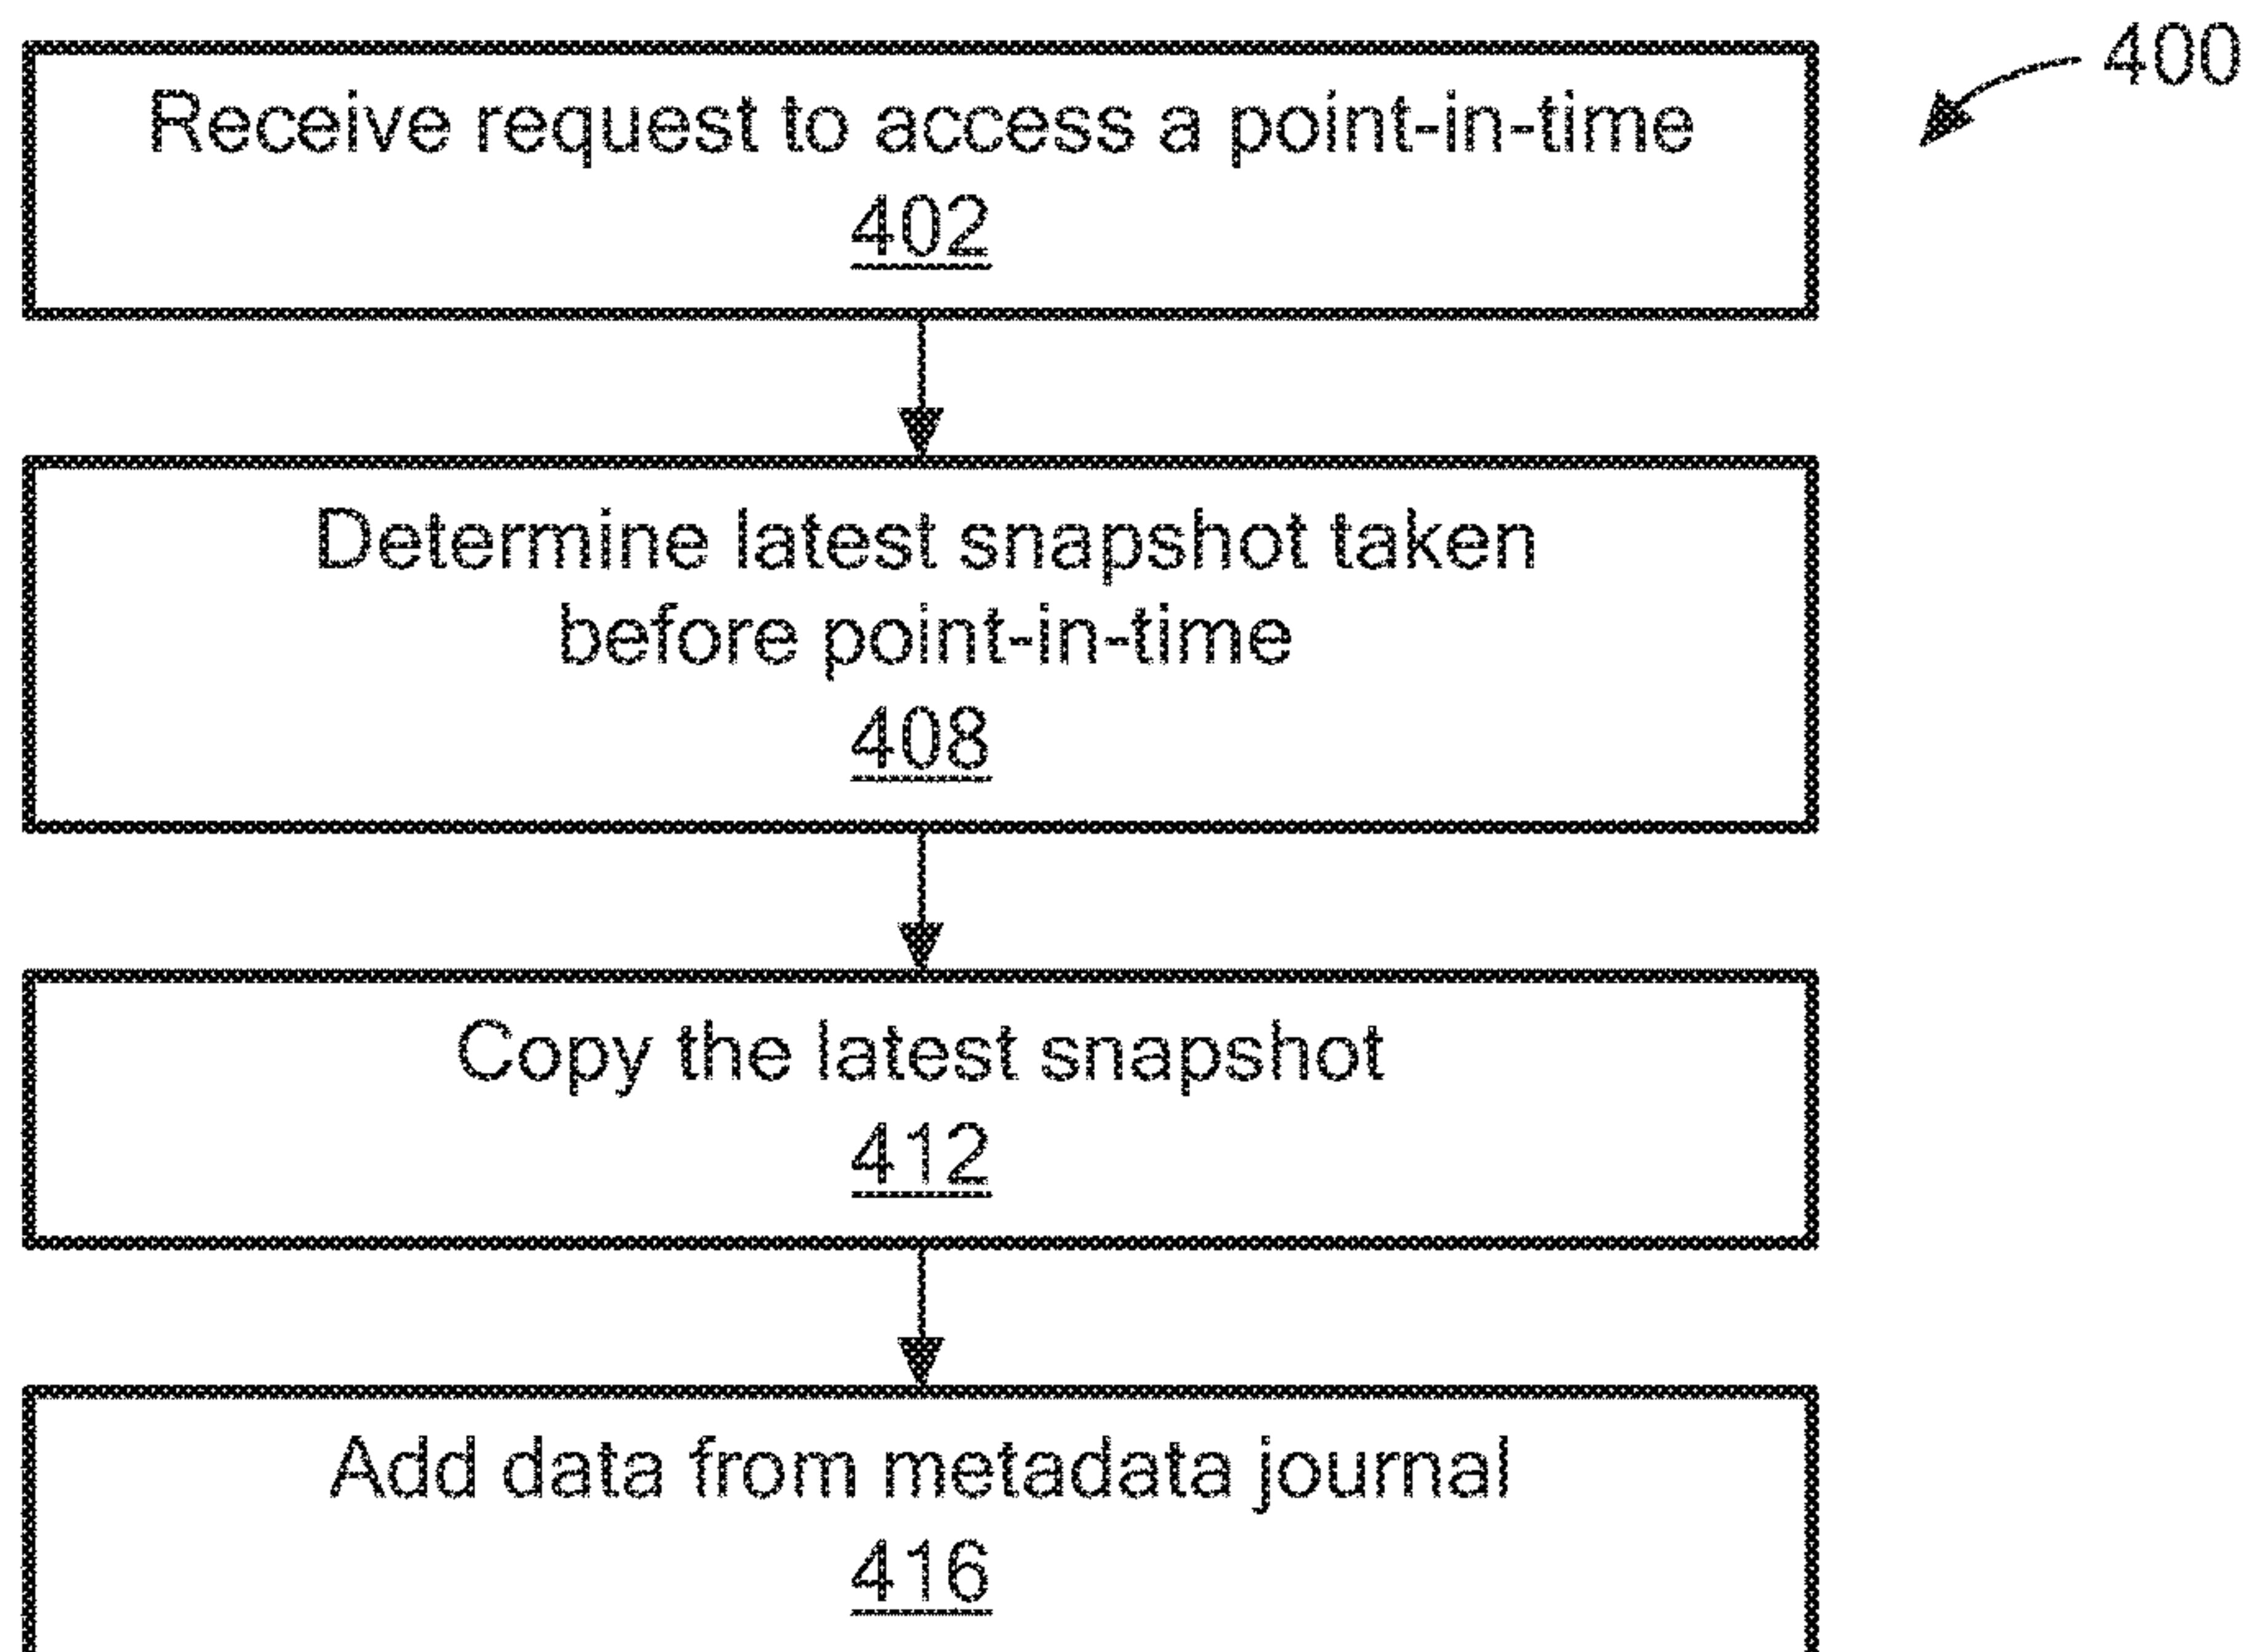 400
Receive request to access a point-in-time
402
Determine latest snapshot taken
before point-in-time
408
Copy the latest snapshot
412
Add data from metadata journal
416